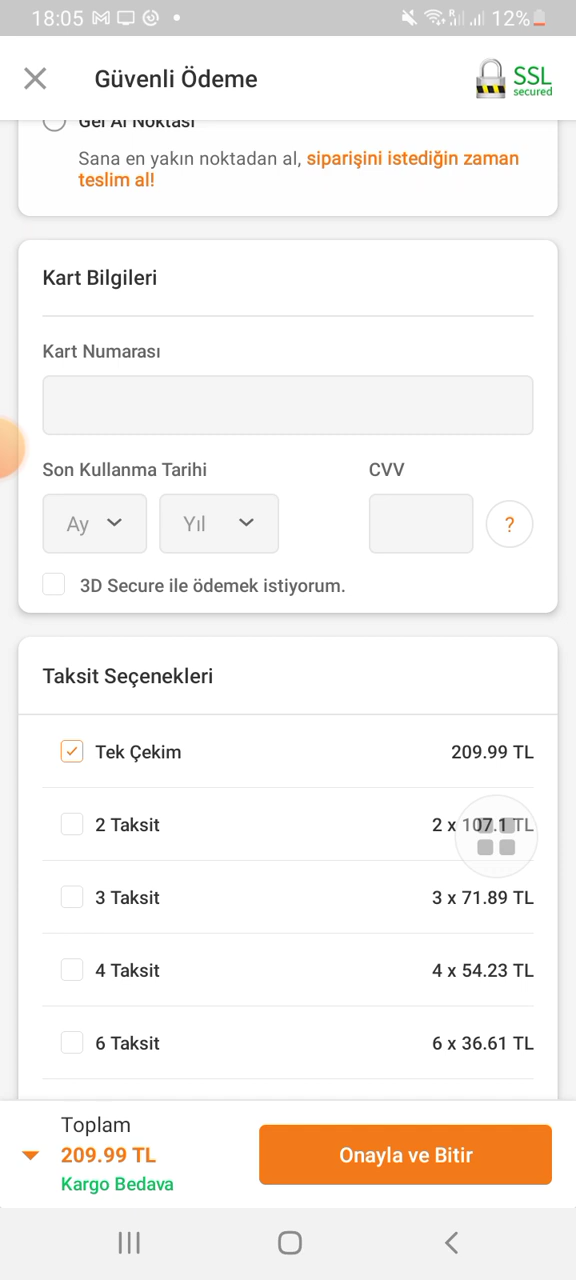 18:05
12%
Güvenli Ödeme
SSL
secured
Gel Al Noktası
Sana en yakın noktadan al, siparişini istediğin zaman
teslim al!
Kart Bilgileri
Kart Numarası
Son Kullanma Tarihi
CVV
Ay
Yıl
?
3D Secure ile ödemek istiyorum.
Taksit Seçenekleri
Tek Çekim 209.99 TL
2 Taksit 2 x 107.1 TL
3 Taksit 3 x 71.89 TL
4 Taksit 4 x 54.23 TL
6 Taksit 6 x 36.61 TL
Toplam
209.99 TL
Kargo Bedava
Onayla ve Bitir